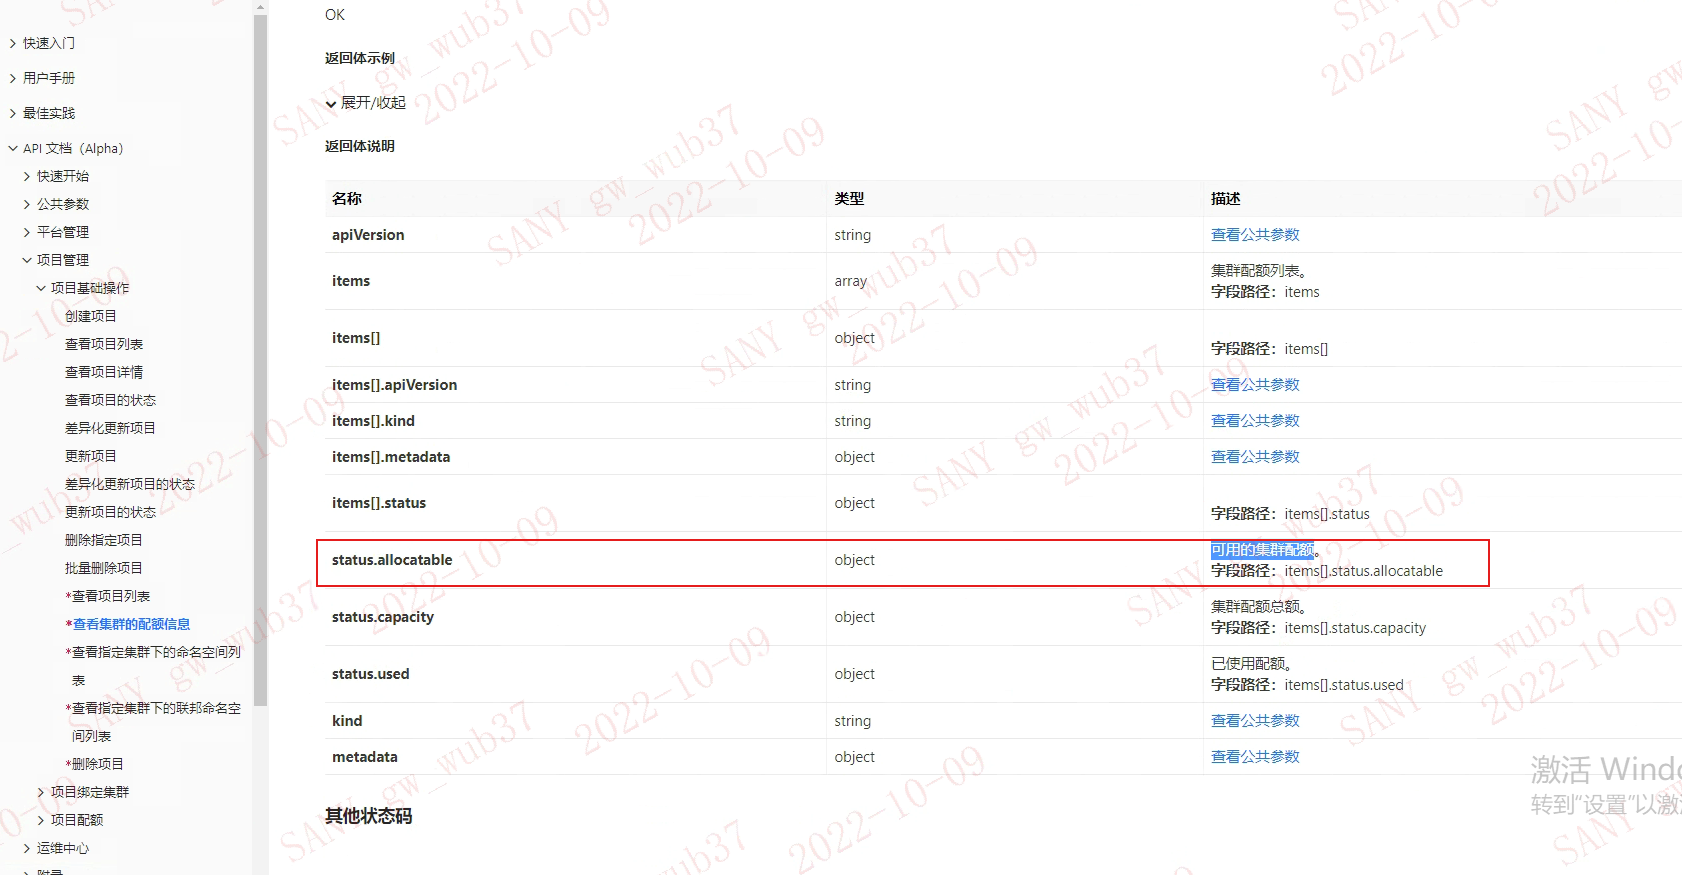 快速入门
用户手册
最佳实践
API 文档（Alpha）
快速开始
公共参数
平台管理
项目管理
项目基础操作
创建项目
查看项目列表
查看项目详情
查看项目的状态
差异化更新项目
更新项目
差异化更新项目的状态
更新项目的状态
删除指定项目
批量删除项目
*查看项目列表
*查看集群的配额信息
*查看指定集群下的命名空间列
表
*查看指定集群下的联邦命名空
间列表
*删除项目
项目绑定集群
项目配额
运维中心
附录
OK
返回体示例
展开/收起
返回体说明
名称 类型 描述
apiVersion string 查看公共参数
items array 集群配额列表。
字段路径：items
items[] object
字段路径：items[]
items[].apiVersion string 查看公共参数
items[].kind string 查看公共参数
items[].metadata object 查看公共参数
items[].status object
字段路径：items[].status
status.allocatable object 可用的集群配额。
字段路径：items[].status.allocatable
status.capacity object 集群配额总额。
字段路径：items[].status.capacity
status.used object 已使用配额。
字段路径：items[].status.used
kind string 查看公共参数
metadata object 查看公共参数
其他状态码
激活 Windo
转到"设置"以激
SANY gw_wub37
2022-10-09